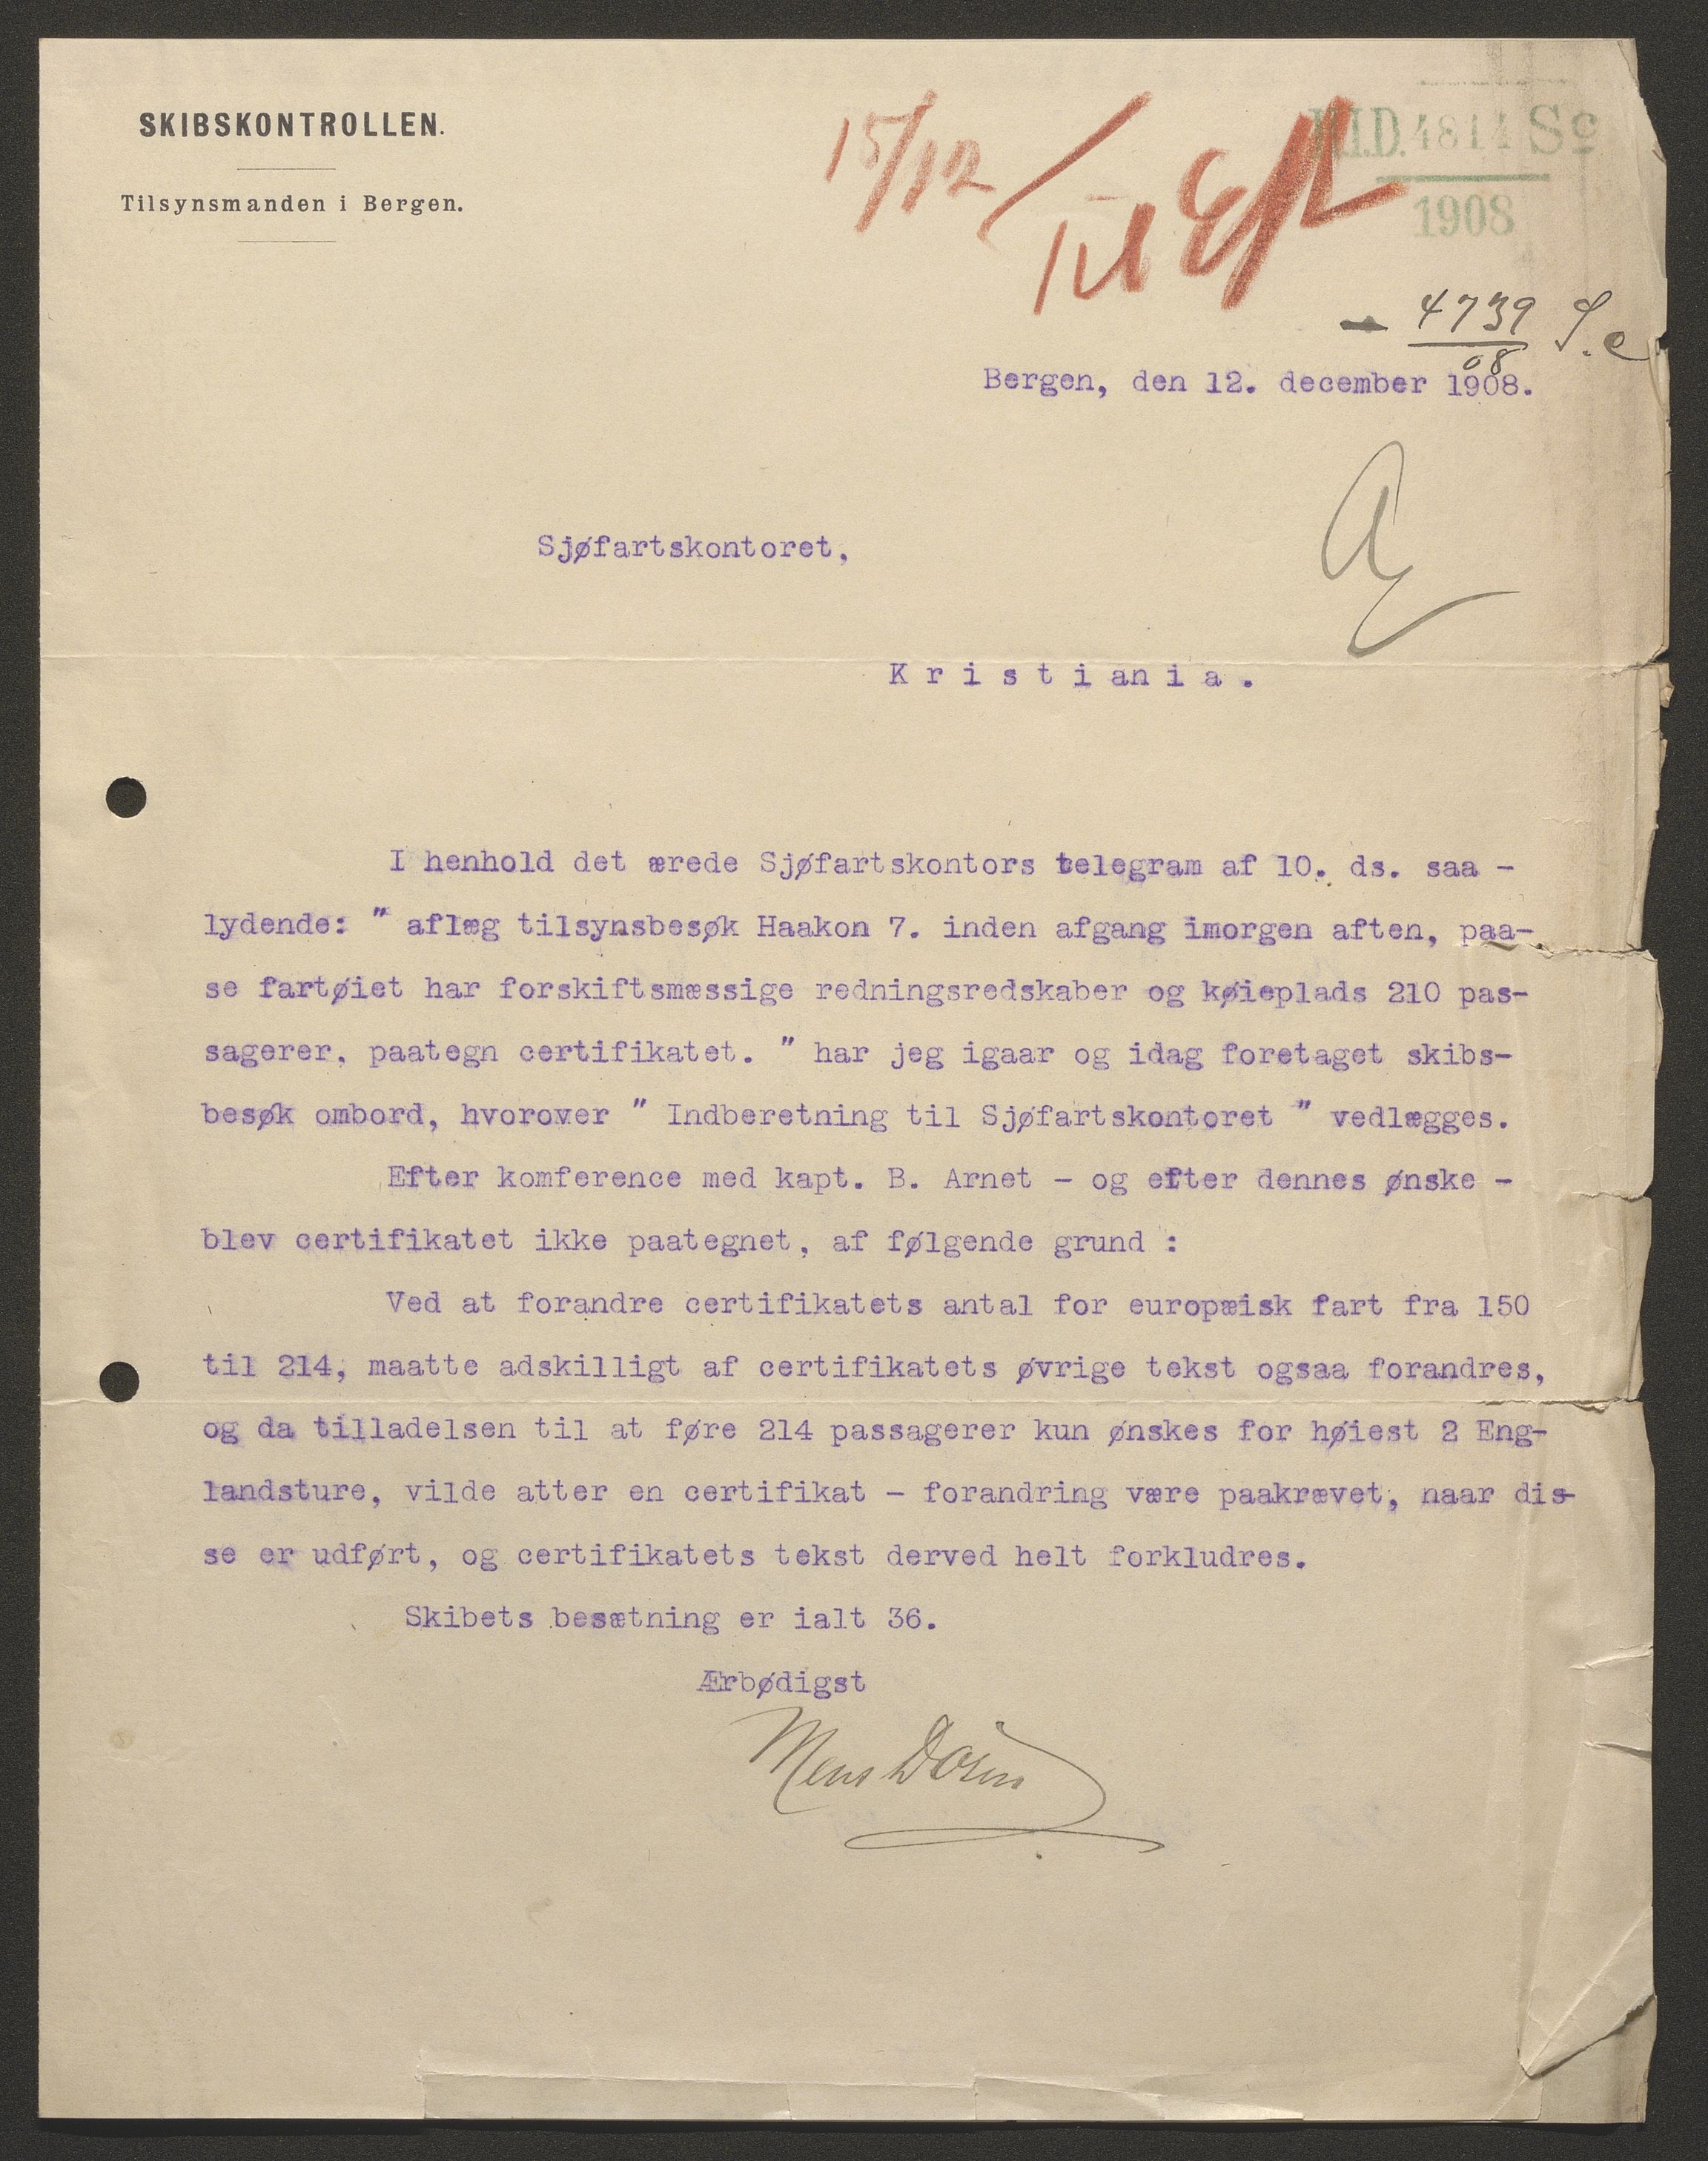 SKIBSKONTROLLEN.
Tilsynsmanden i Bergen.
15/12
Til
4814 Sc
1908
4739 S.c
08
Bergen, den 12. december 1908.
Sjøfartskontoret,
Kristiania.
I henhold det ærede Sjøfartskontors telegram af 10. ds. saa -
lydende: " aflæg tilsynsbesøk Haakon 7. inden afgang imorgen aften, paa-
se fartøiet har forskiftsmæssige redningsredskaber og køieplads 210 pas-
sagerer, paategn certifikatet. " har jeg igaar og idag foretaget skibs-
besøk ombord, hvorover " Indberetning til Sjøfartskontoret " vedlægges.
Efter komference med kapt. B. Arnet - og efter dennes ønske -
blev certifikatet ikke paategnet, af følgende grund :
Ved at forandre certifikatets antal for europæisk fart fra 150
til 214, maatte adskilligt af certifikatets øvrige tekst ogsaa forandres,
og da tilladelsen til at føre 214 passagerer kun ønskes for høiest 2 Eng-
landsture, vilde atter en certifikat - forandring være paakrævet, naar dis-
se er udført, og certifikatets tekst derved helt forkludres.
Skibets besætning er ialt 36.
Ærbødigst